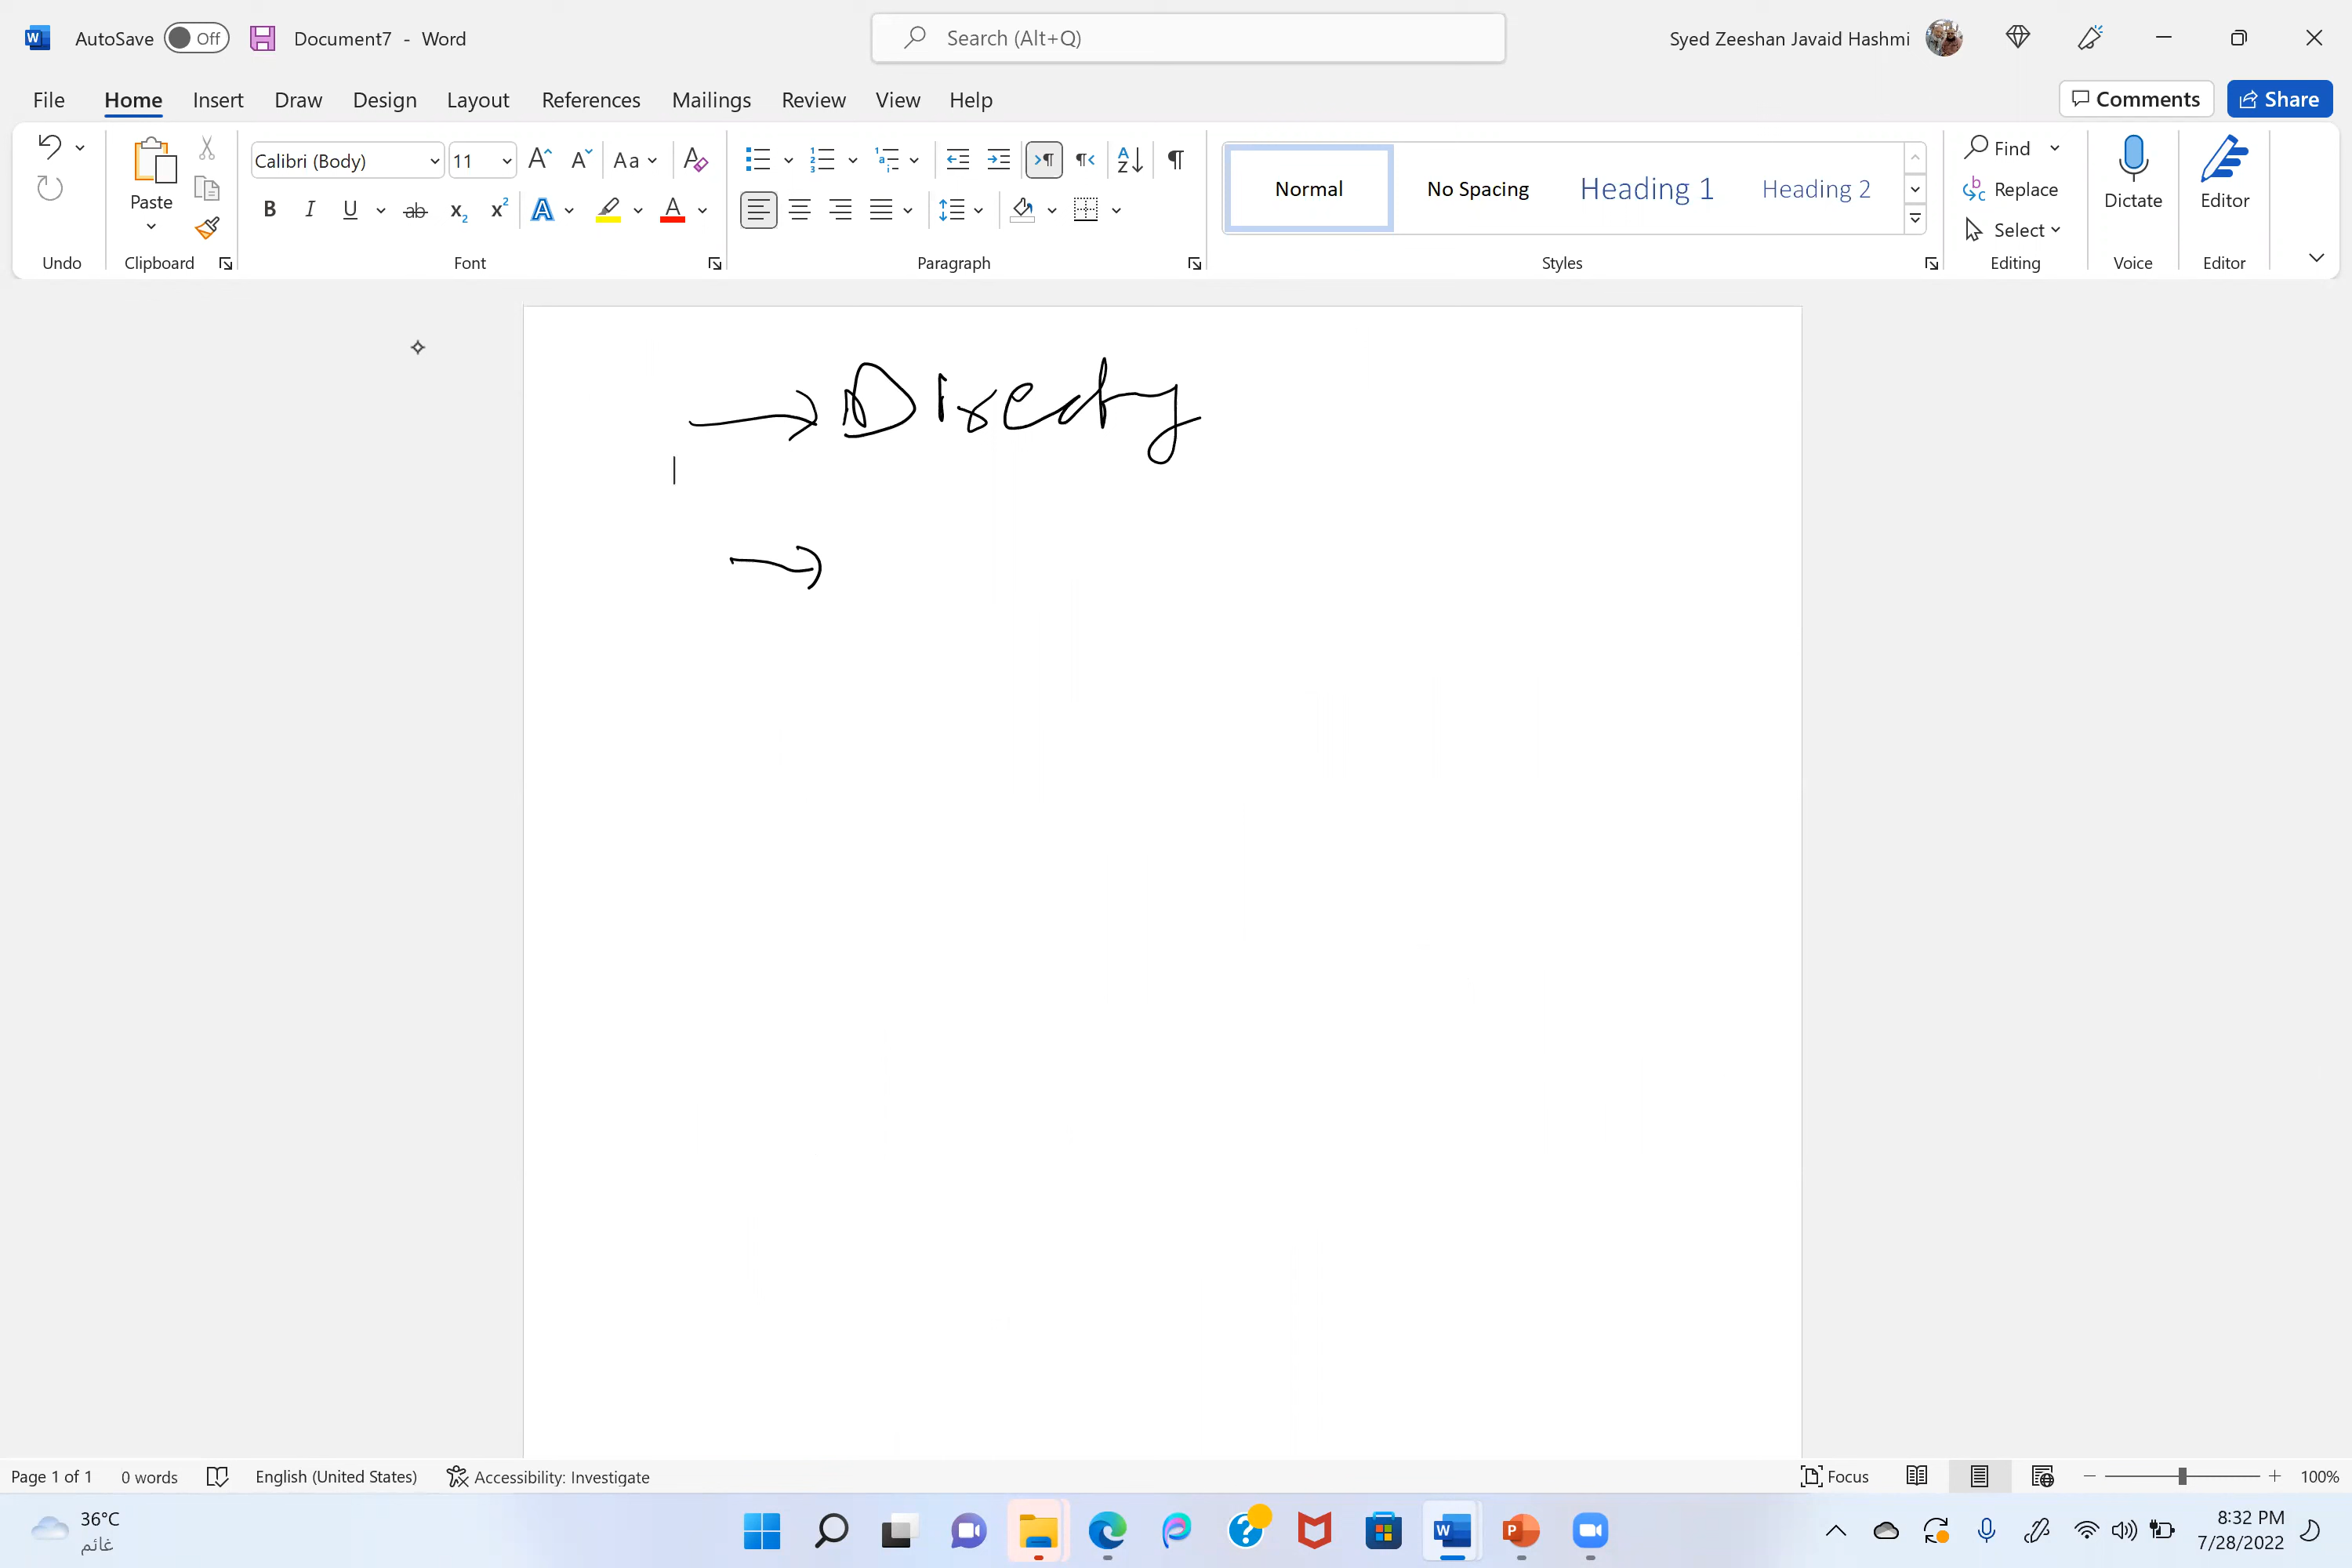 AutoSave Off Document7 - Word Search (Alt+Q) Syed Zeeshan Javaid Hashmi
File Home Insert Draw Design Layout References Mailings Review View Help Comments Share
Paste Calibri (Body) 11 Normal No Spacing Heading 1 Heading 2 Find Replace Select Dictate Editor
Undo Clipboard Font Paragraph Styles Editing Voice Editor
→ Directy
→
Page 1 of 1 0 words English (United States) Accessibility: Investigate Focus 100%
36°C 8:32 PM
غائم 7/28/2022